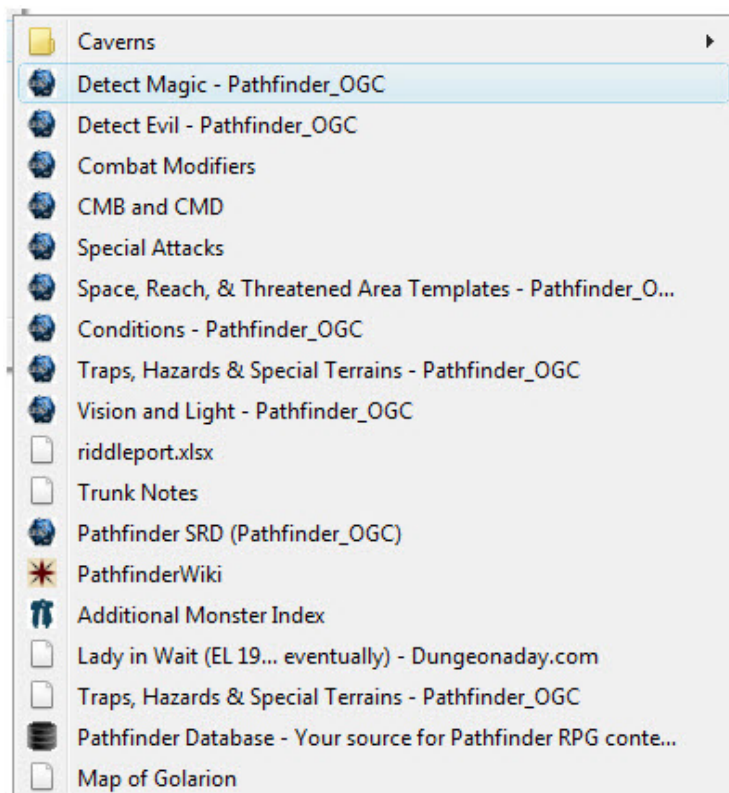 Caverns
Detect Magic - Pathfinder_OGC
Detect Evil - Pathfinder_OGC
Combat Modifiers
CMB and CMD
Special Attacks
Space, Reach, & Threatened Area Templates - Pathfinder_O...
Conditions - Pathfinder_OGC
Traps, Hazards & Special Terrains - Pathfinder_OGC
Vision and Light - Pathfinder_OGC
riddleport.xlsx
Trunk Notes
Pathfinder SRD (Pathfinder_OGC)
PathfinderWiki
Additional Monster Index
Lady in Wait (EL 19... eventually) - Dungeonaday.com
Traps, Hazards & Special Terrains - Pathfinder_OGC
Pathfinder Database - Your source for Pathfinder RPG conte...
Map of Golarion